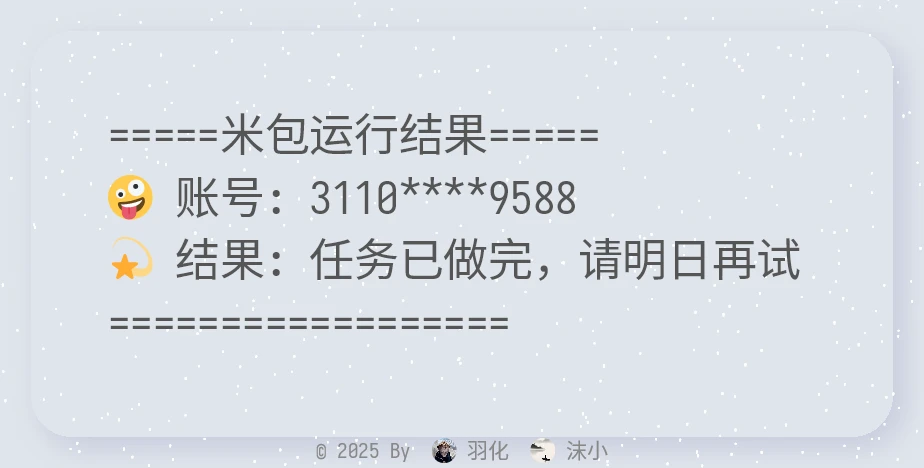 =====米包运行结果=====
🤪 账号：3110****9588
💫 结果：任务已做完，请明日再试
==================
© 2025 By 羽化 沫小